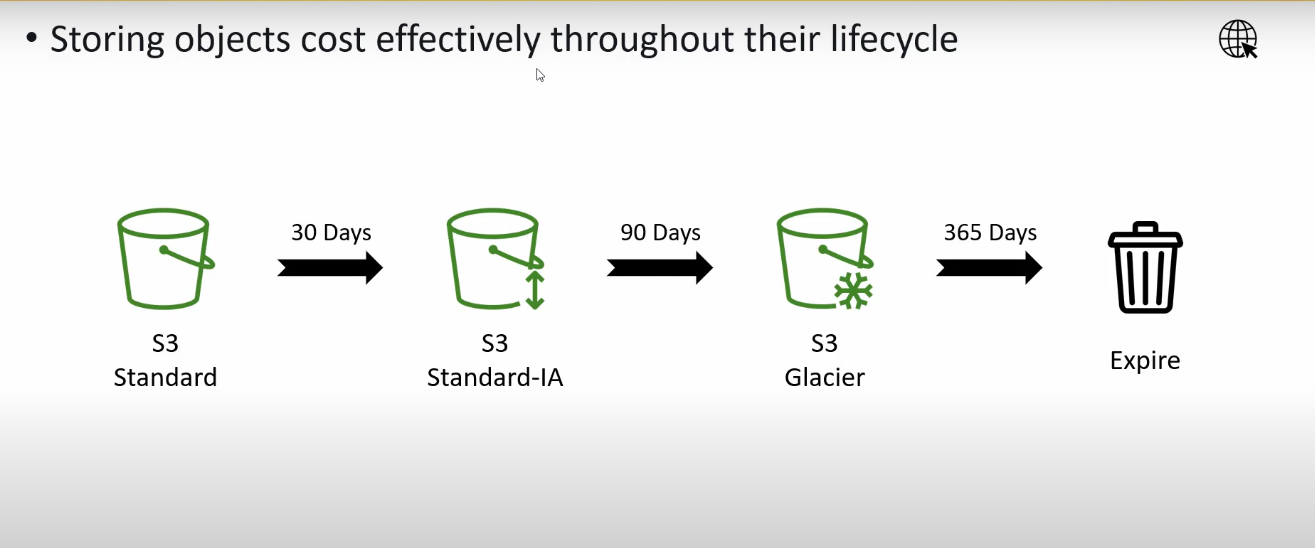 • Storing objects cost effectively throughout their lifecycle
30 Days
90 Days
365 Days
S3
Standard
S3
Standard-IA
S3
Glacier
Expire